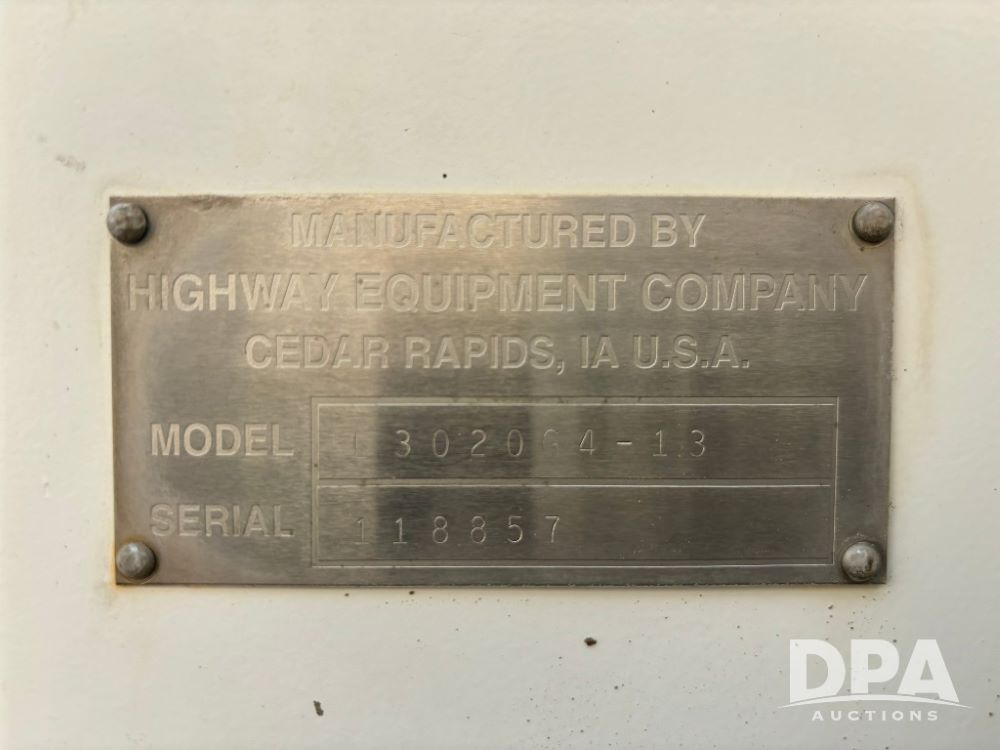 MANUFACTURED BY
HIGHWAY EQUIPMENT COMPANY
CEDAR RAPIDS, IA U.S.A.
MODEL
SERIAL 118857
DPA
AUCTIONS